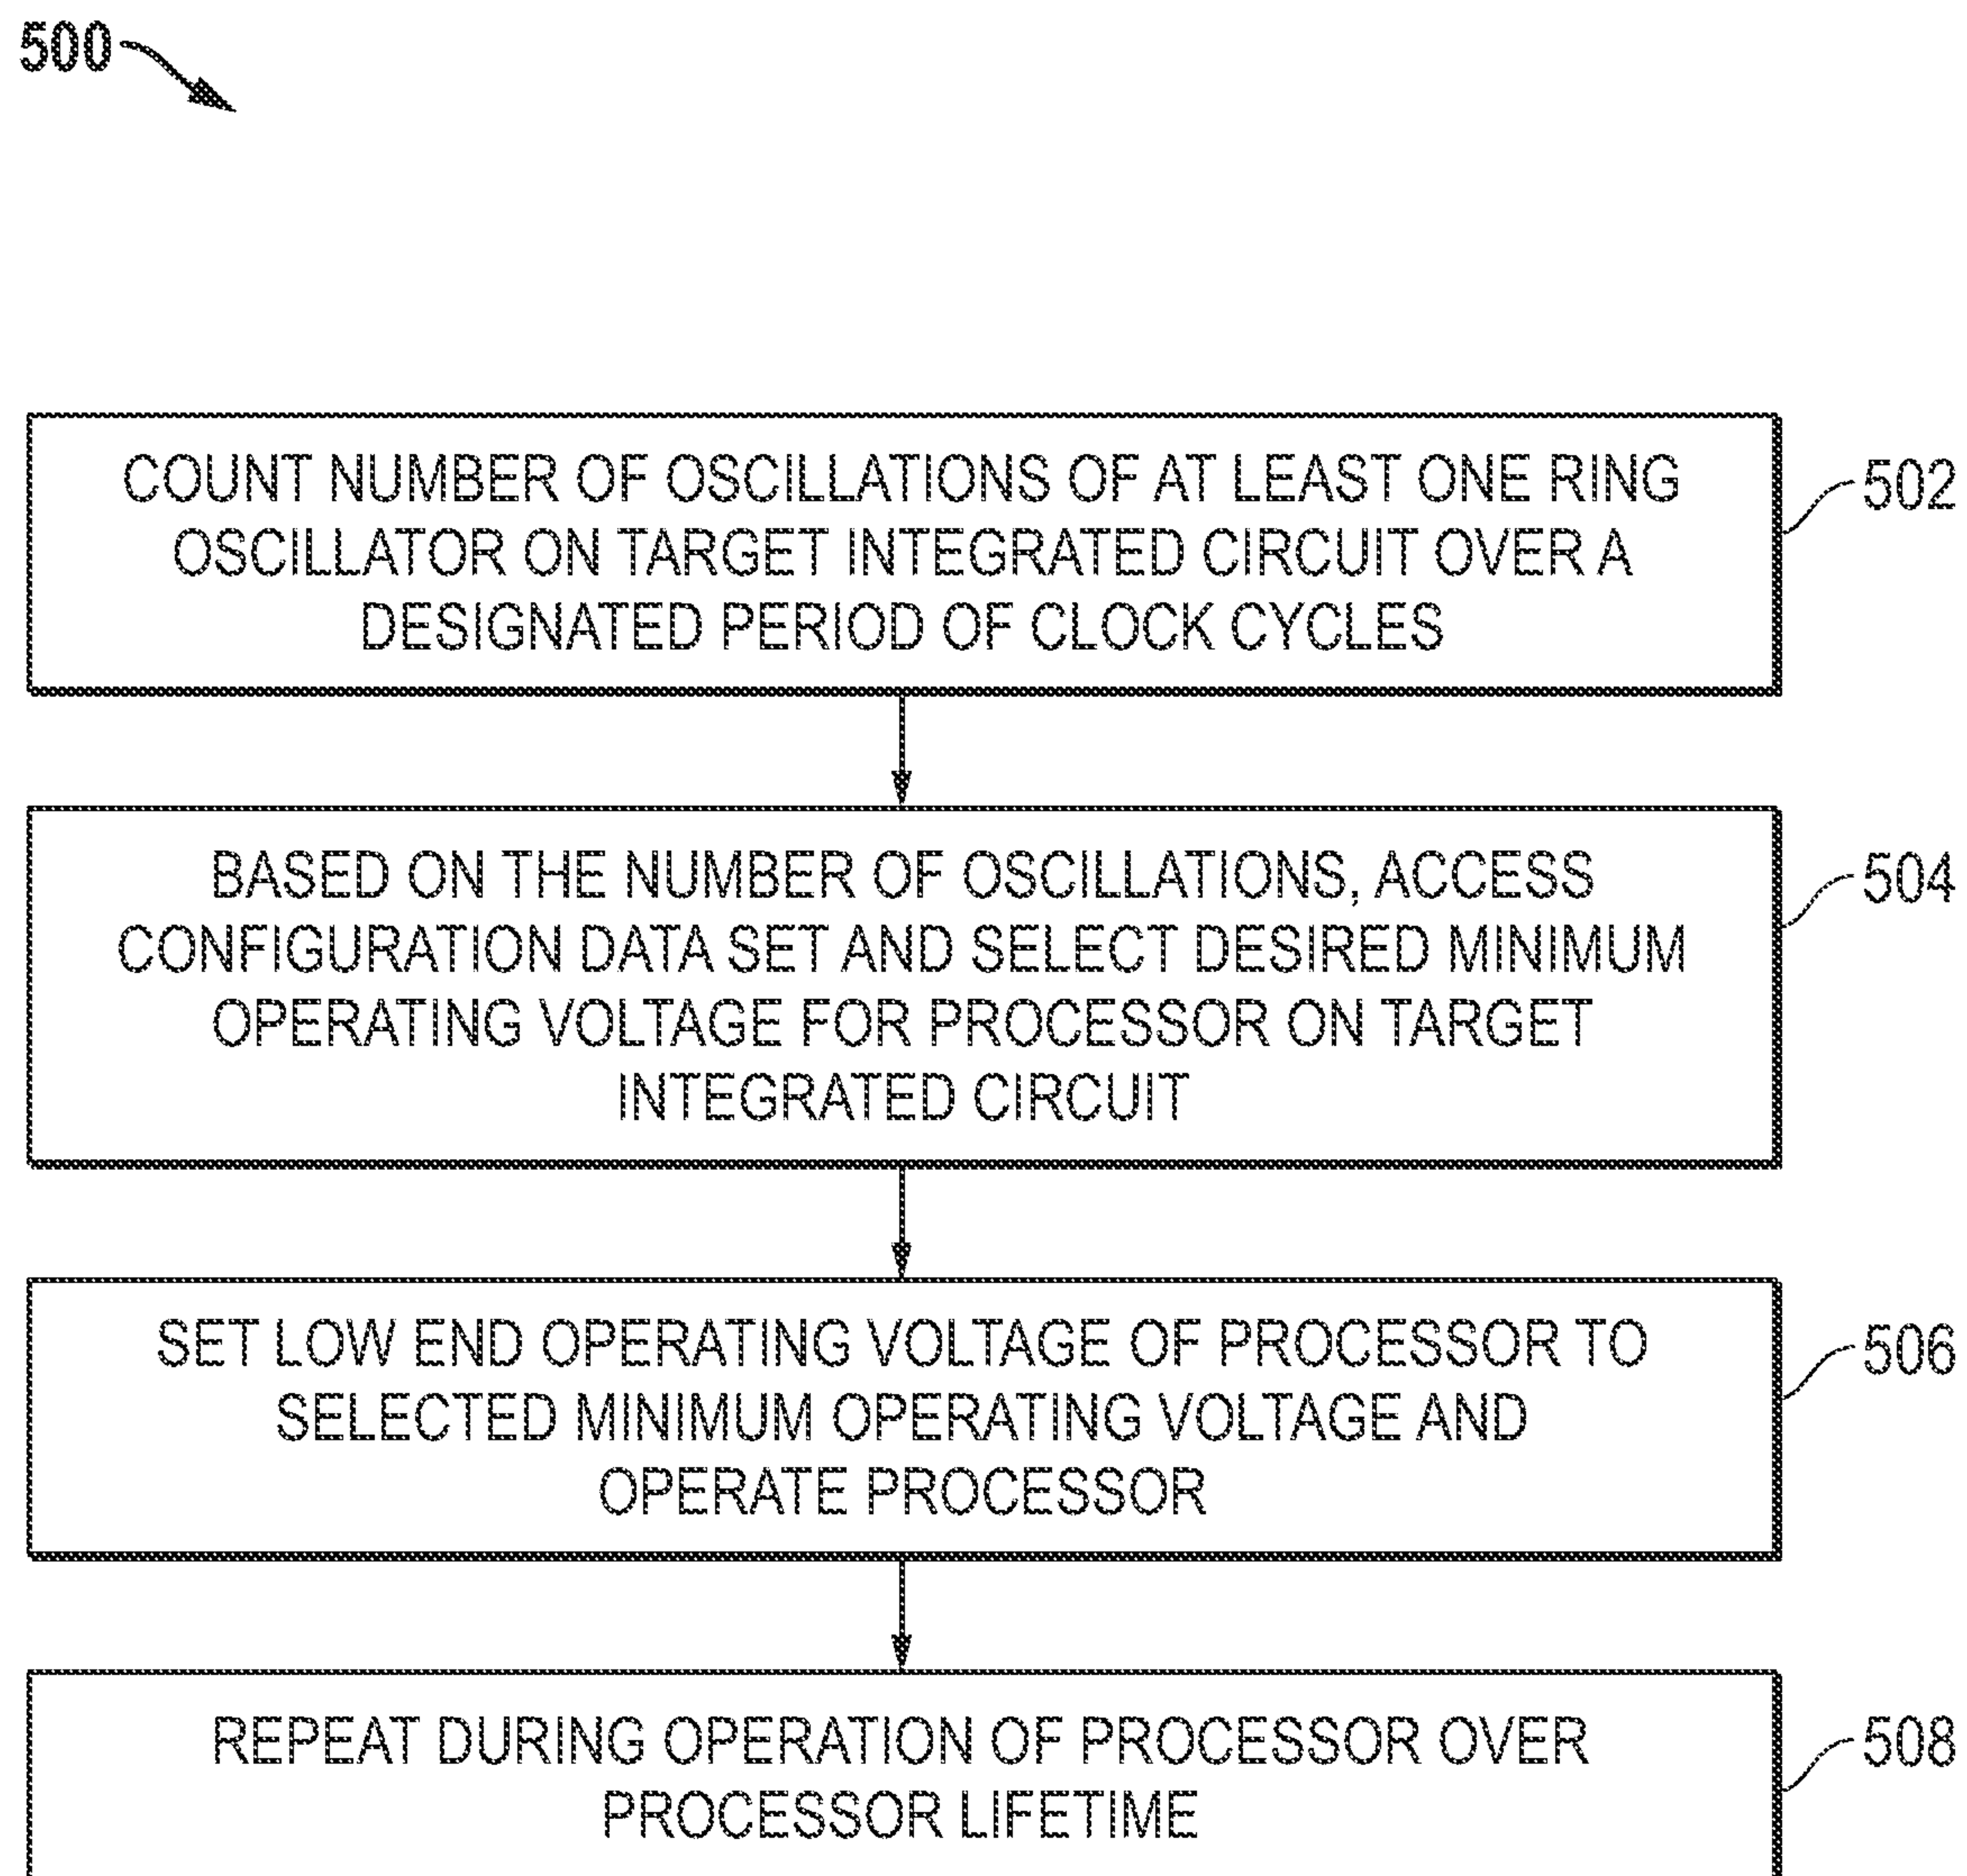 500
COUNT NUMBER OF OSCILLATIONS OF AT LEAST ONE RING
OSCILLATOR ON TARGET INTEGRATED CIRCUIT OVER A
DESIGNATED PERIOD OF CLOCK CYCLES
502
BASED ON THE NUMBER OF OSCILLATIONS, ACCESS
CONFIGURATION DATA SET AND SELECT DESIRED MINIMUM
OPERATING VOLTAGE FOR PROCESSOR ON TARGET
INTEGRATED CIRCUIT
504
SET LOW END OPERATING VOLTAGE OF PROCESSOR TO
SELECTED MINIMUM OPERATING VOLTAGE AND
OPERATE PROCESSOR
506
REPEAT DURING OPERATION OF PROCESSOR OVER
PROCESSOR LIFETIME
508